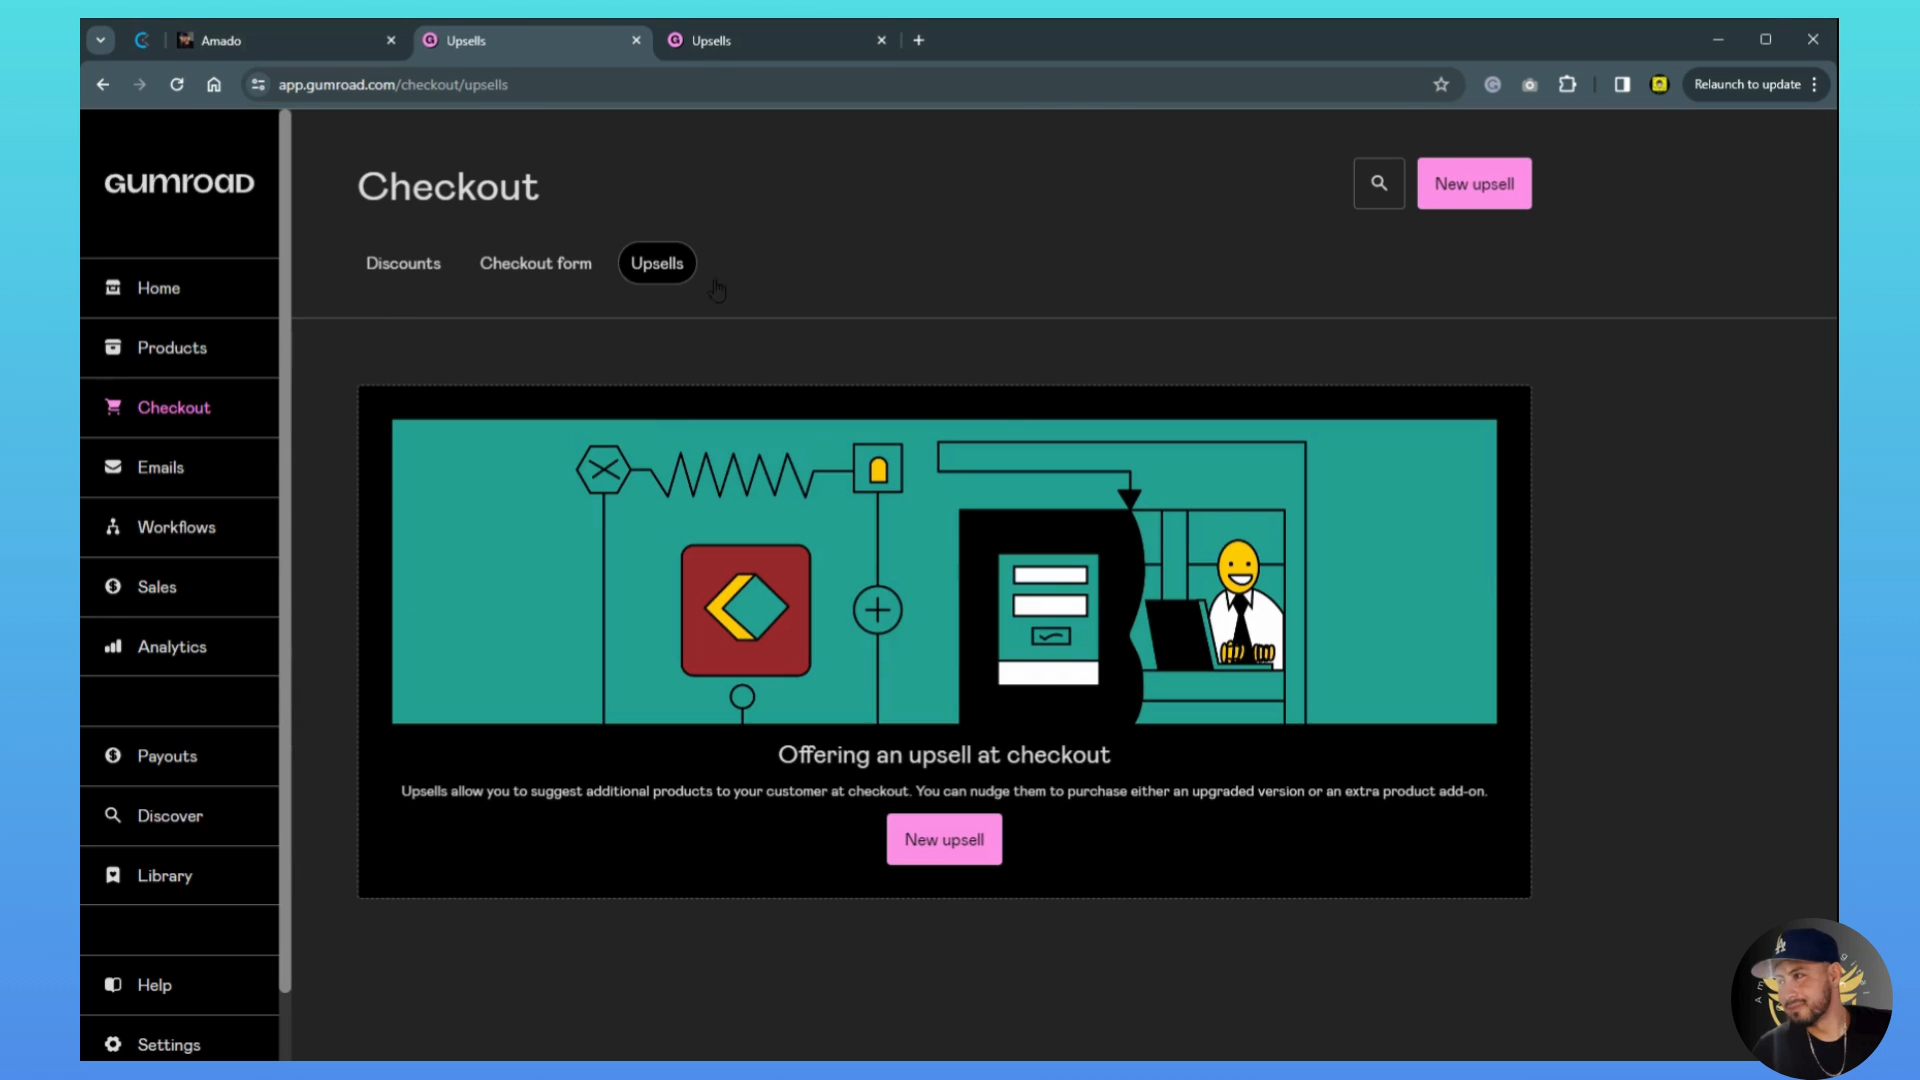 Amado
Upsells
Upsells
app.gumroad.com/checkout/upsells
Relaunch to update
GUMROAD
Checkout
New upsell
Discounts
Checkout form
Upsells
Home
Products
Checkout
Emails
Workflows
Sales
Analytics
Payouts
Discover
Library
Help
Settings
Offering an upsell at checkout
Upsells allow you to suggest additional products to your customer at checkout. You can nudge them to purchase either an upgraded version or an extra product add-on.
New upsell